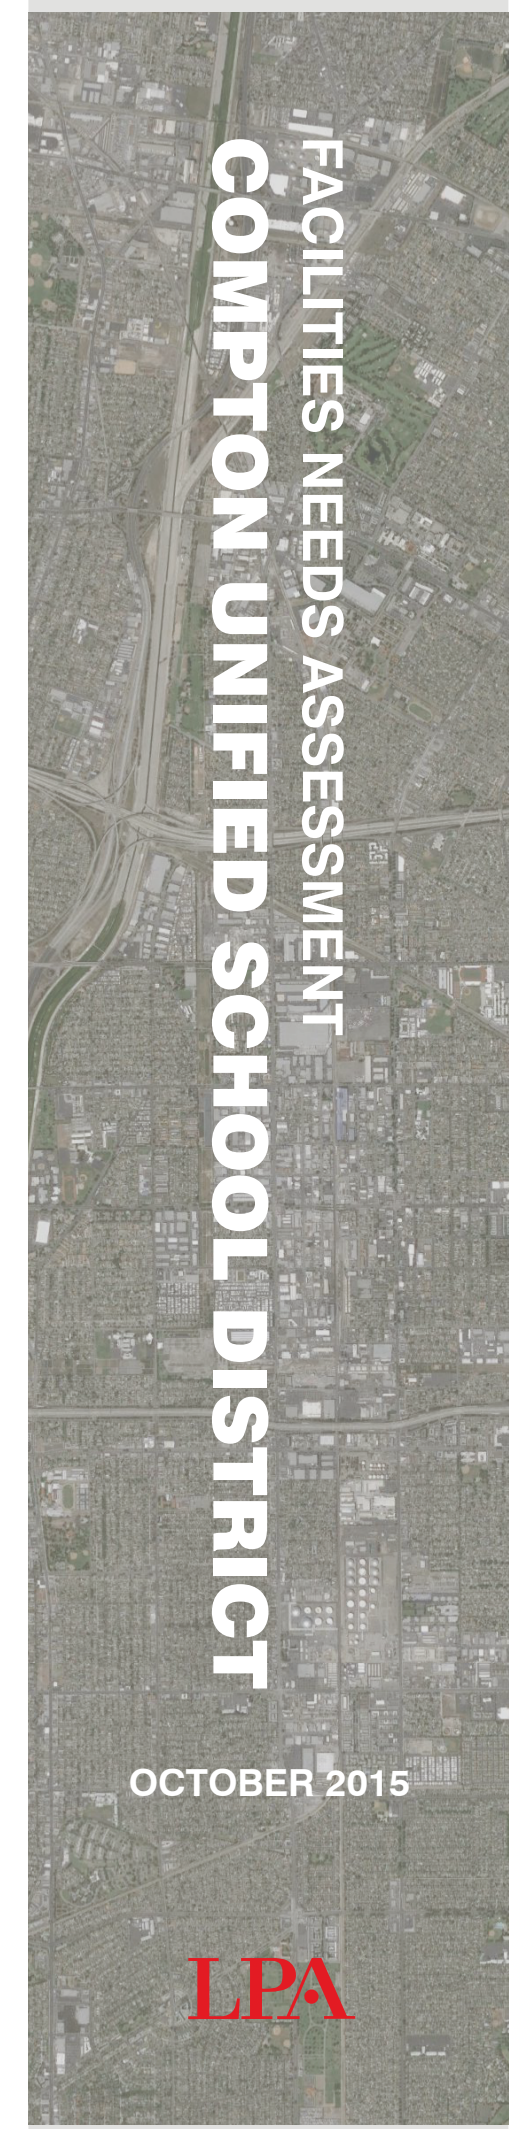 FACILITIES NEEDS ASSESSMENT
COMPTON UNIFIED SCHOOL DISTRICT
OCTOBER 2015
LPA